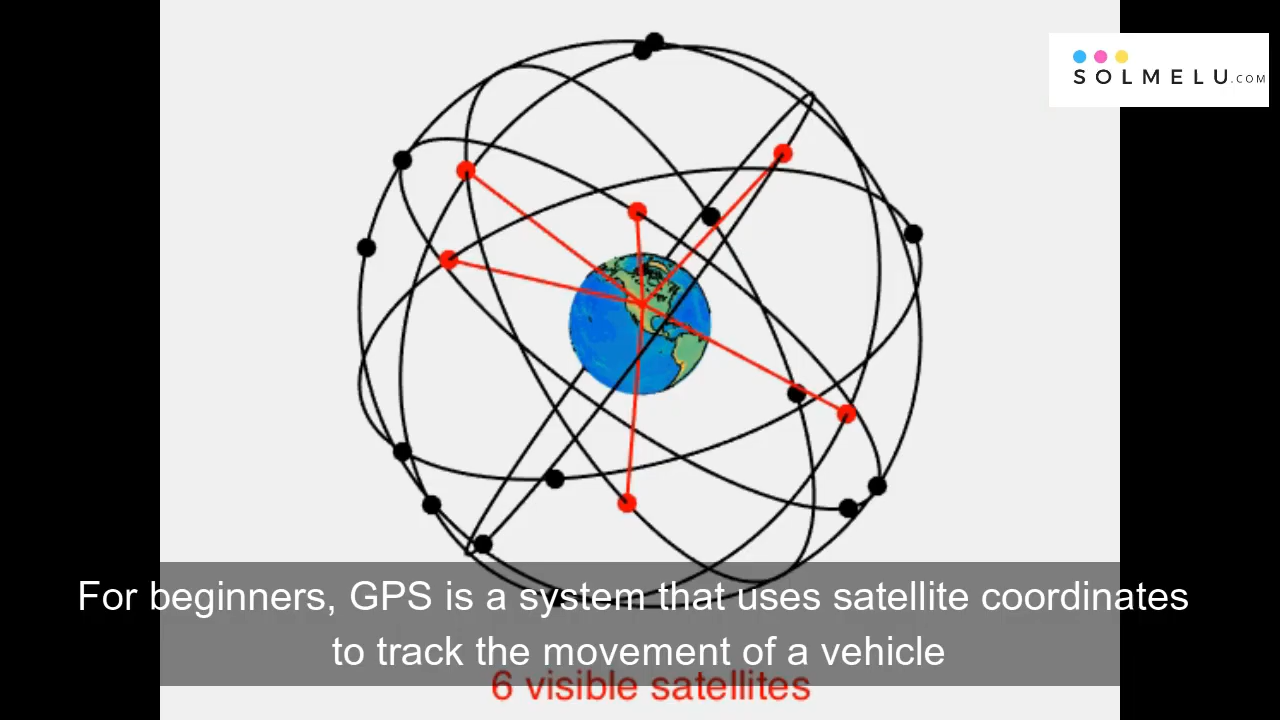 SOLMELU.COM
For beginners, GPS is a system that uses satellite coordinates
to track the movement of a vehicle
6 visible satellites